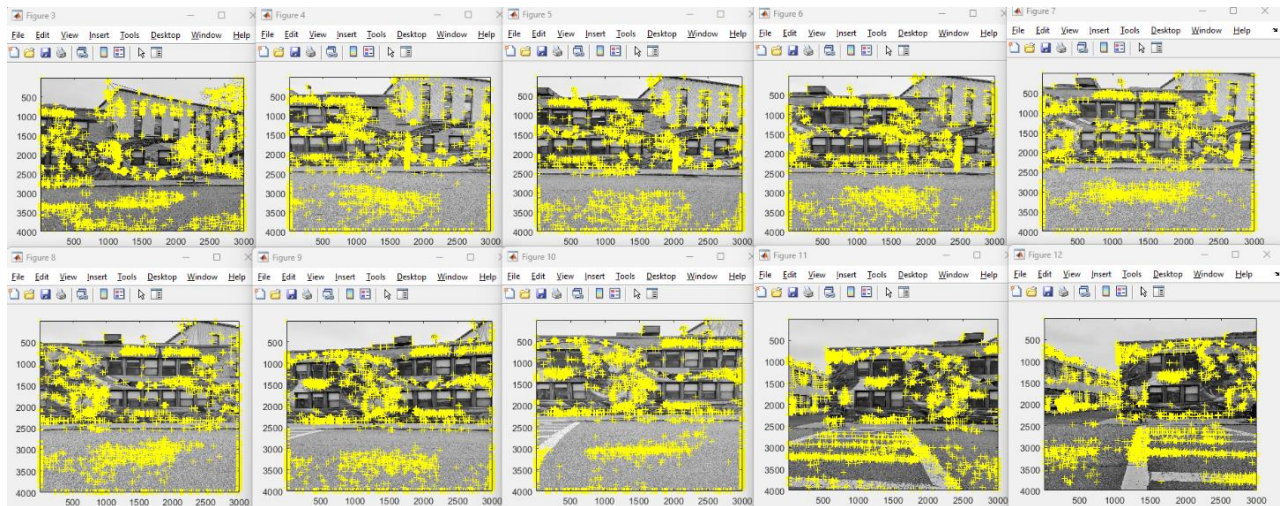 Figure 3
File Edit View Insert Tools Desktop Window Help
500
1000
1500
2000
2500
3000
3500
4000
500 1000 1500 2000 2500 3000
Figure 4
File Edit View Insert Tools Desktop Window Help
500
1000
1500
2000
2500
3000
3500
4000
500 1000 1500 2000 2500 3000
Figure 5
File Edit View Insert Tools Desktop Window Help
500
1000
1500
2000
2500
3000
3500
4000
500 1000 1500 2000 2500 3000
Figure 6
File Edit View Insert Tools Desktop Window Help
500
1000
1500
2000
2500
3000
3500
4000
500 1000 1500 2000 2500 3000
Figure 7
File Edit View Insert Tools Desktop Window
500
1000
1500
2000
2500
3000
3500
4000
500 1000 1500 2000 2500 3000
Figure 8
File Edit View Insert Tools Desktop Window Help
500
1000
1500
2000
2500
3000
3500
4000
500 1000 1500 2000 2500 3000
Figure 9
File Edit View Insert Tools Desktop Window Help
500
1000
1500
2000
2500
3000
3500
4000
500 1000 1500 2000 2500 3000
Figure 10
File Edit View Insert Tools Desktop Window Help
500
1000
1500
2000
2500
3000
3500
4000
500 1000 1500 2000 2500 3000
Figure 11
File Edit View Insert Tools Desktop Window Help
500
1000
1500
2000
2500
3000
3500
4000
500 1000 1500 2000 2500 3000
Figure 12
File Edit View Insert Tools Desktop Window
500
1000
1500
2000
2500
3000
3500
4000
500 1000 1500 2000 2500 3000